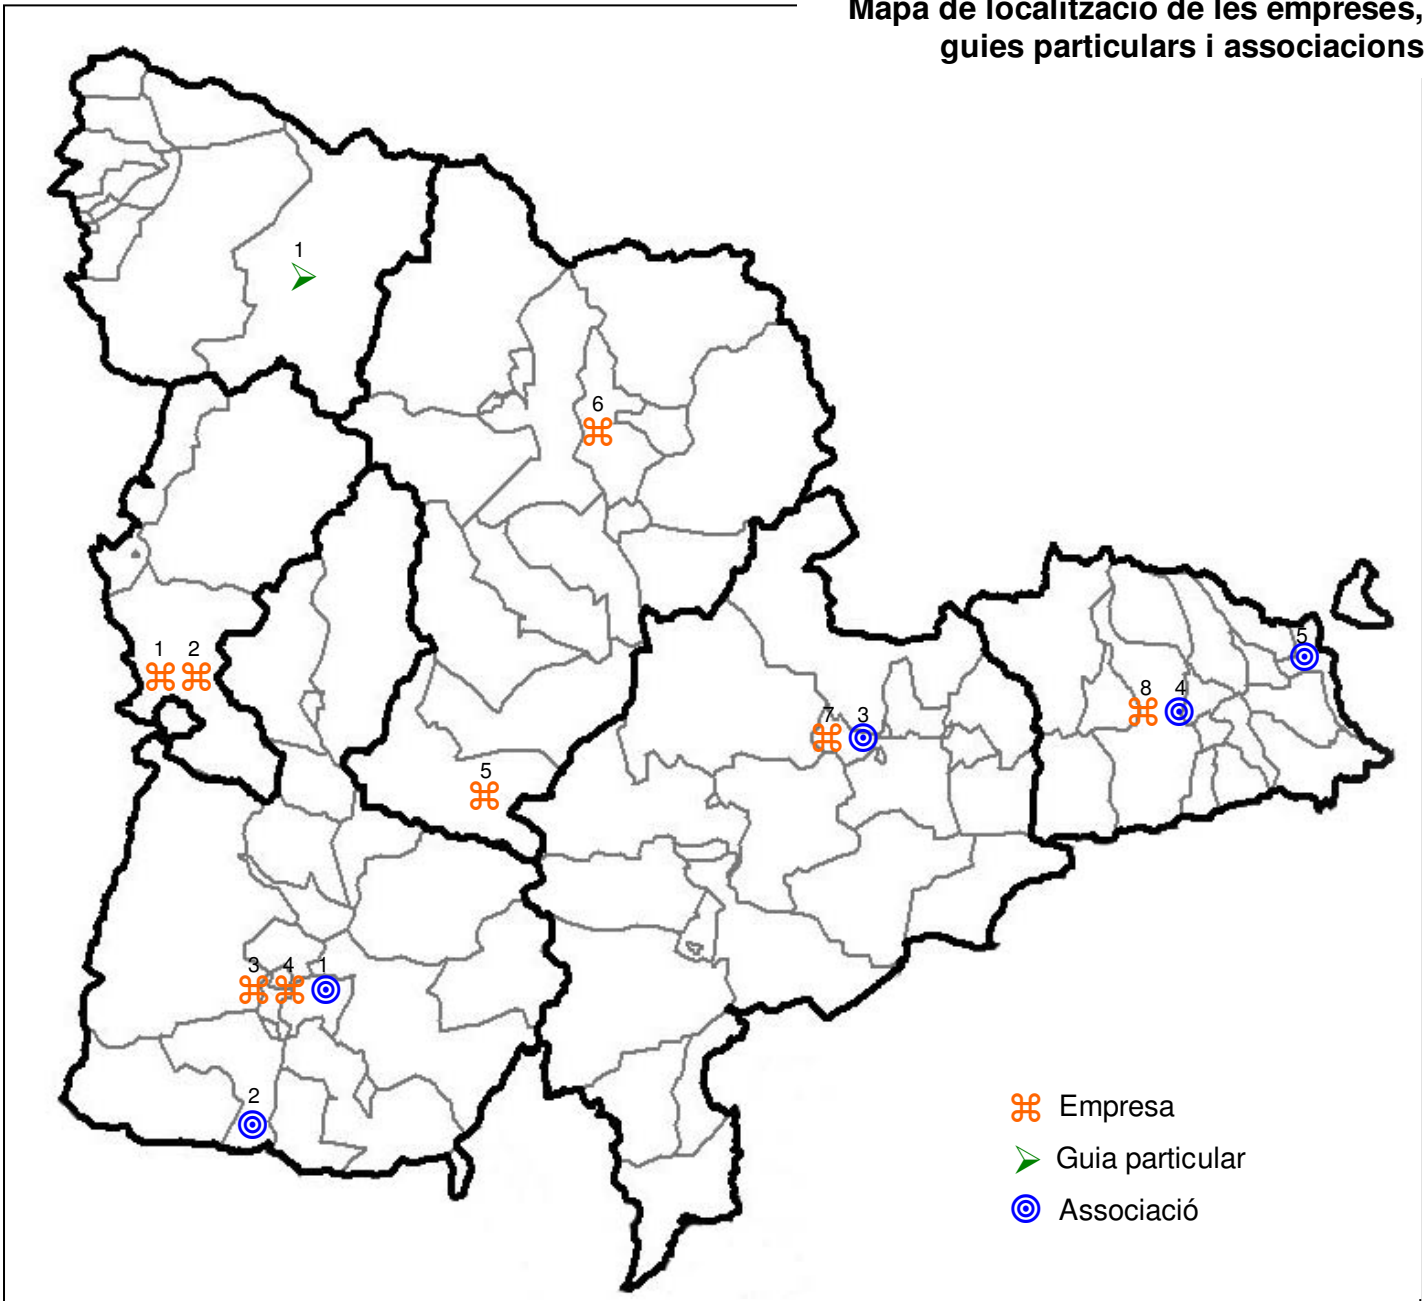 Mapa de localització de les empreses,
guies particulars i associacions
1
6
1 2
5
8 4
7 3
5
3 4 1
2
Empresa
Guia particular
Associació